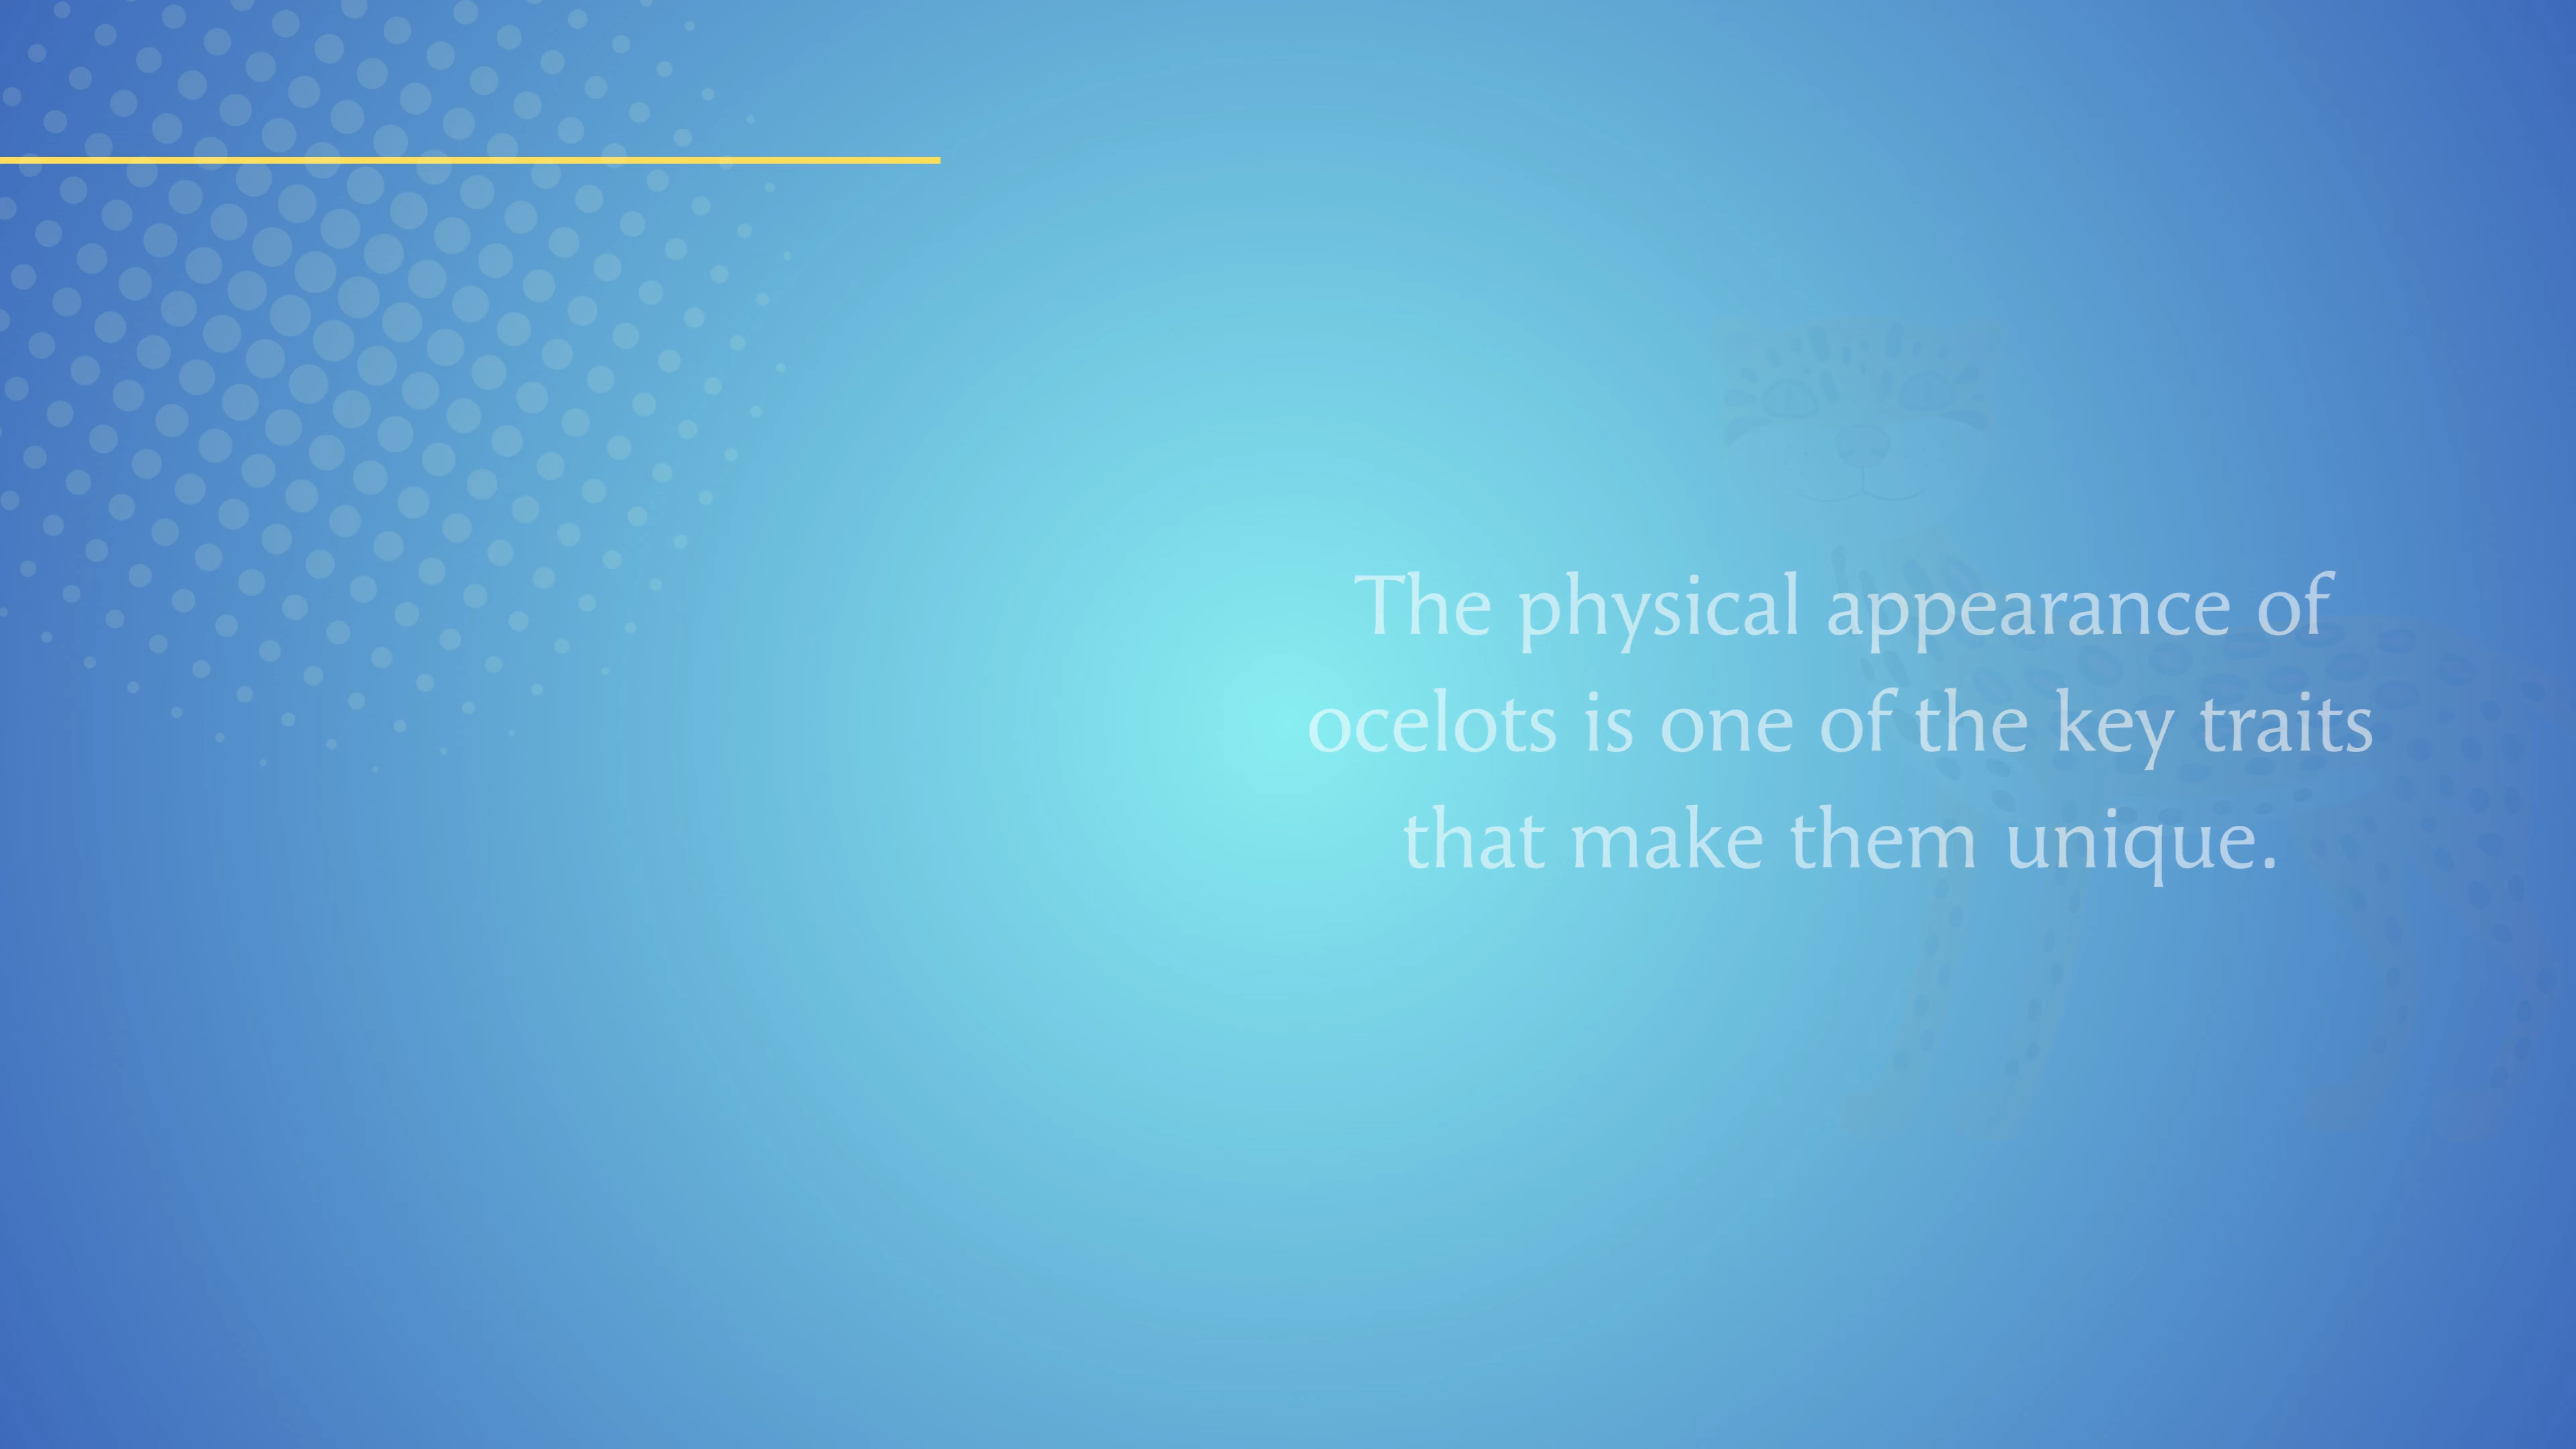 The physical appearance of
ocelots is one of the key traits
that make them unique.